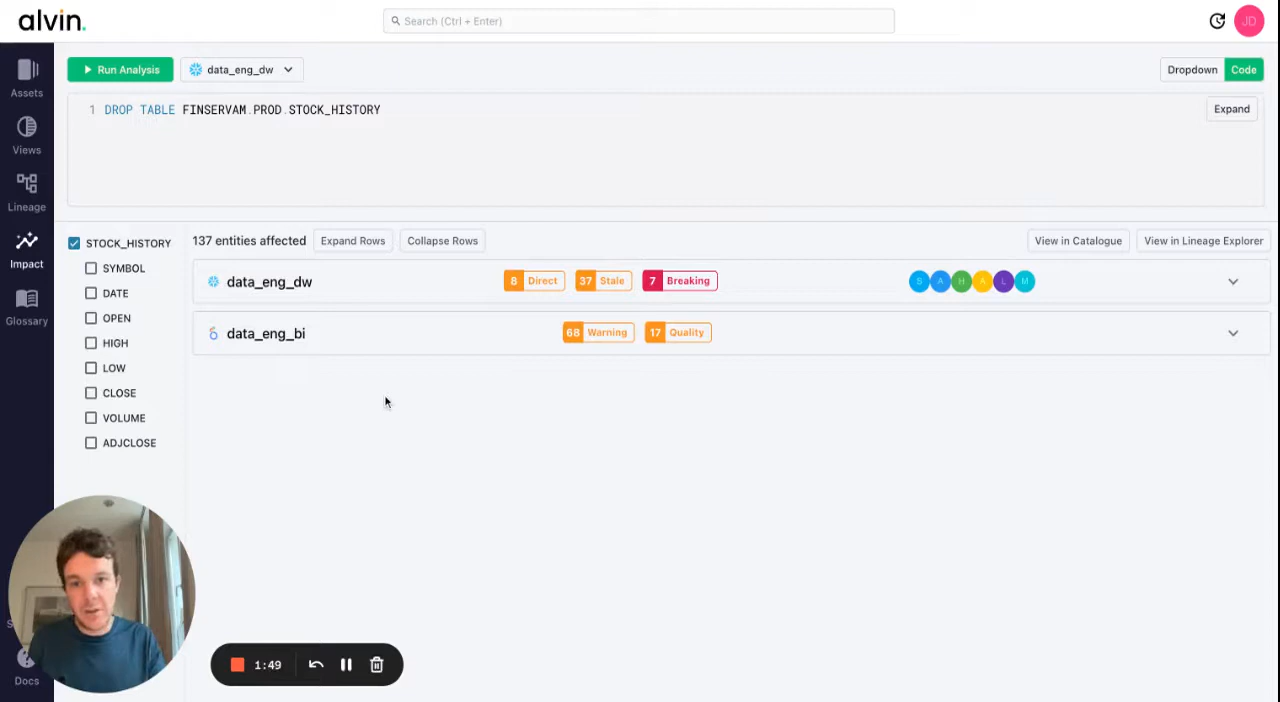 alvin.
Search (Ctrl + Enter)
JD
Run Analysis
data_eng_dw
Dropdown
Code
1 DROP TABLE FINSERVAM.PROD.STOCK_HISTORY
Expand
Assets
Views
Lineage
Impact
Glossary
Docs
STOCK_HISTORY
SYMBOL
DATE
OPEN
HIGH
LOW
CLOSE
VOLUME
ADJCLOSE
137 entities affected
Expand Rows
Collapse Rows
View in Catalogue
View in Lineage Explorer
data_eng_dw
8 Direct
37 Stale
7 Breaking
S A H A L M
data_eng_bi
68 Warning
17 Quality
1:49